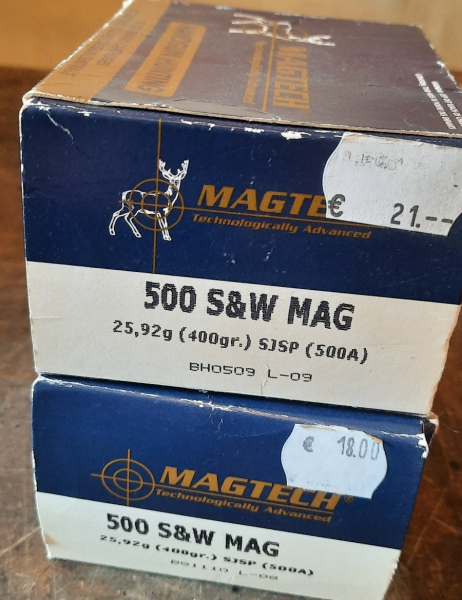 MAGTECH
€ 21.--
MAGTE
Technologically Advanced
500 S&W MAG
25,92g (400gr.) SJSP (500A)
BH0509 L-09
€ 18.00
MAGTECH®
Technologically Advanced
500 S&W MAG
25,92g (400gr.) SJSP (500A)